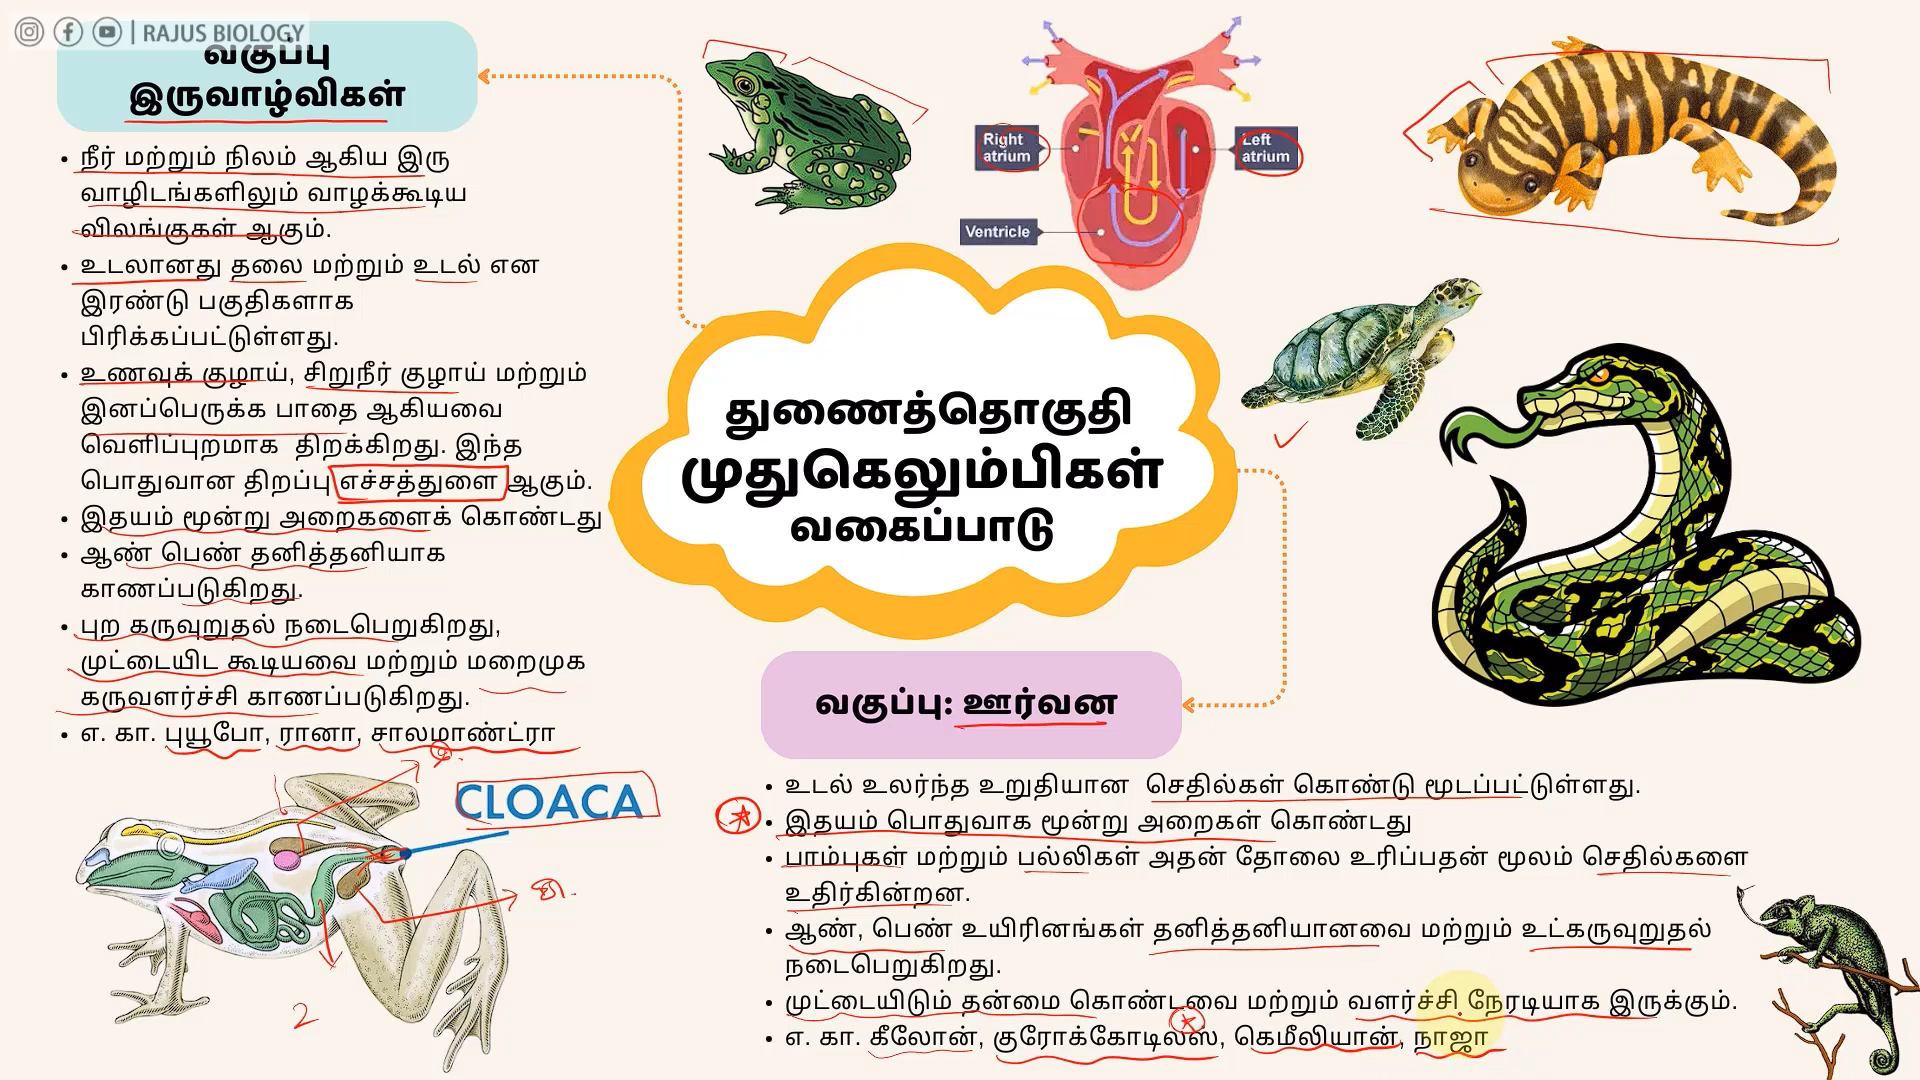 RAJUS BIOLOGY
வகுப்பு
இருவாழ்விகள்
நீர் மற்றும் நிலம் ஆகிய இரு
வாழிடங்களிலும் வாழக்கூடிய
விலங்குகள் ஆகும்.
உடலானது தலை மற்றும் உடல் என
இரண்டு பகுதிகளாக
பிரிக்கப்பட்டுள்ளது.
உணவுக் குழாய், சிறுநீர் குழாய் மற்றும்
இனப்பெருக்க பாதை ஆகியவை
வெளிப்புறமாக திறக்கிறது. இந்த
பொதுவான திறப்பு எச்சத்துளை ஆகும்.
இதயம் மூன்று அறைகளைக் கொண்டது
ஆண் பெண் தனித்தனியாக
காணப்படுகிறது.
புற கருவுறுதல் நடைபெறுகிறது,
முட்டையிட கூடியவை மற்றும் மறைமுக
கருவளர்ச்சி காணப்படுகிறது.
எ. கா. புயூபோ, ரானா, சாலமாண்ட்ரா
CLOACA
2
Right
atrium
Left
atrium
Ventricle
துணைத்தொகுதி
முதுகெலும்பிகள்
வகைப்பாடு
வகுப்பு: ஊர்வன
உடல் உலர்ந்த உறுதியான செதில்கள் கொண்டு மூடப்பட்டுள்ளது.
இதயம் பொதுவாக மூன்று அறைகள் கொண்டது
பாம்புகள் மற்றும் பல்லிகள் அதன் தோலை உரிப்பதன் மூலம் செதில்களை
உதிர்கின்றன.
ஆண், பெண் உயிரினங்கள் தனித்தனியானவை மற்றும் உட்கருவுறுதல்
நடைபெறுகிறது.
முட்டையிடும் தன்மை கொண்டவை மற்றும் வளர்ச்சி நேரடியாக இருக்கும்.
எ. கா. கீலோன், குரோக்கோடிலஸ், கெமீலியான், நாஜா